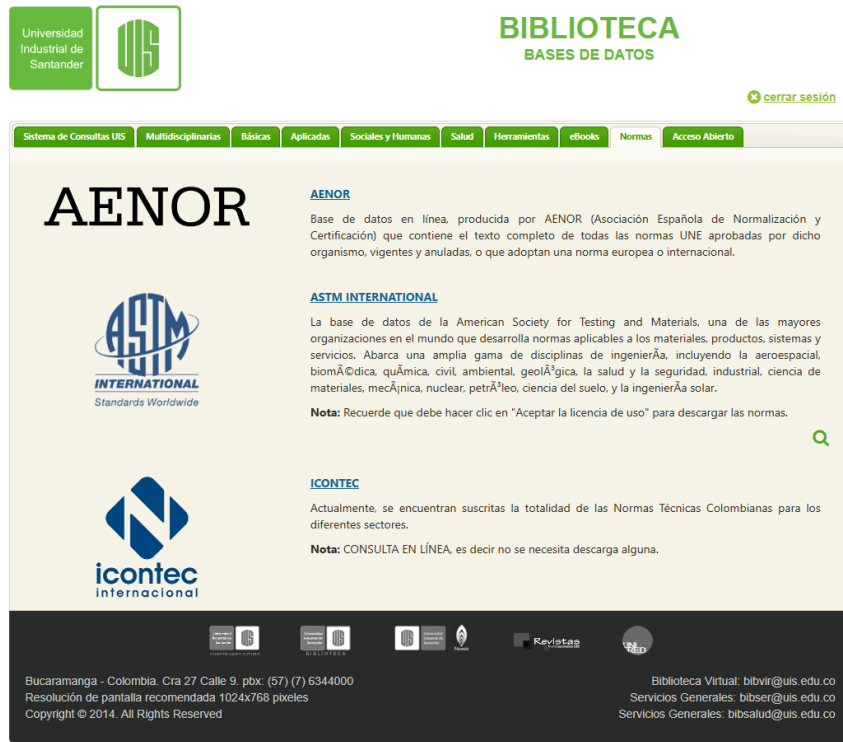 Universidad
Industrial de
Santander
UIS
BIBLIOTECA
BASES DE DATOS
cerrar sesión
Sistema de Consultas UIS Multidisciplinarias Básicas Aplicadas Sociales y Humanas Salud Herramientas eBooks Normas Acceso Abierto
AENOR
AENOR
Base de datos en línea, producida por AENOR (Asociación Española de Normalización y
Certificación) que contiene el texto completo de todas las normas UNE aprobadas por dicho
organismo, vigentes y anuladas, o que adoptan una norma europea o internacional.
ASTM
INTERNATIONAL
Standards Worldwide
ASTM INTERNATIONAL
La base de datos de la American Society for Testing and Materials, una de las mayores
organizaciones en el mundo que desarrolla normas aplicables a los materiales, productos, sistemas y
servicios. Abarca una amplia gama de disciplinas de ingenierÃa, incluyendo la aeroespacial,
biomÃ©dica, quÃmica, civil, ambiental, geolÃ³gica, la salud y la seguridad, industrial, ciencia de
materiales, mecÃ¡nica, nuclear, petrÃ³leo, ciencia del suelo, y la ingenierÃa solar.
Nota: Recuerde que debe hacer clic en "Aceptar la licencia de uso" para descargar las normas.
icontec
internacional
ICONTEC
Actualmente, se encuentran suscritas la totalidad de las Normas Técnicas Colombianas para los
diferentes sectores.
Nota: CONSULTA EN LÍNEA, es decir no se necesita descarga alguna.
Revistas
Bucaramanga - Colombia. Cra 27 Calle 9. pbx: (57) (7) 6344000
Resolución de pantalla recomendada 1024x768 pixeles
Copyright © 2014. All Rights Reserved
Biblioteca Virtual: bibvir@uis.edu.co
Servicios Generales: bibser@uis.edu.co
Servicios Generales: bibsalud@uis.edu.co